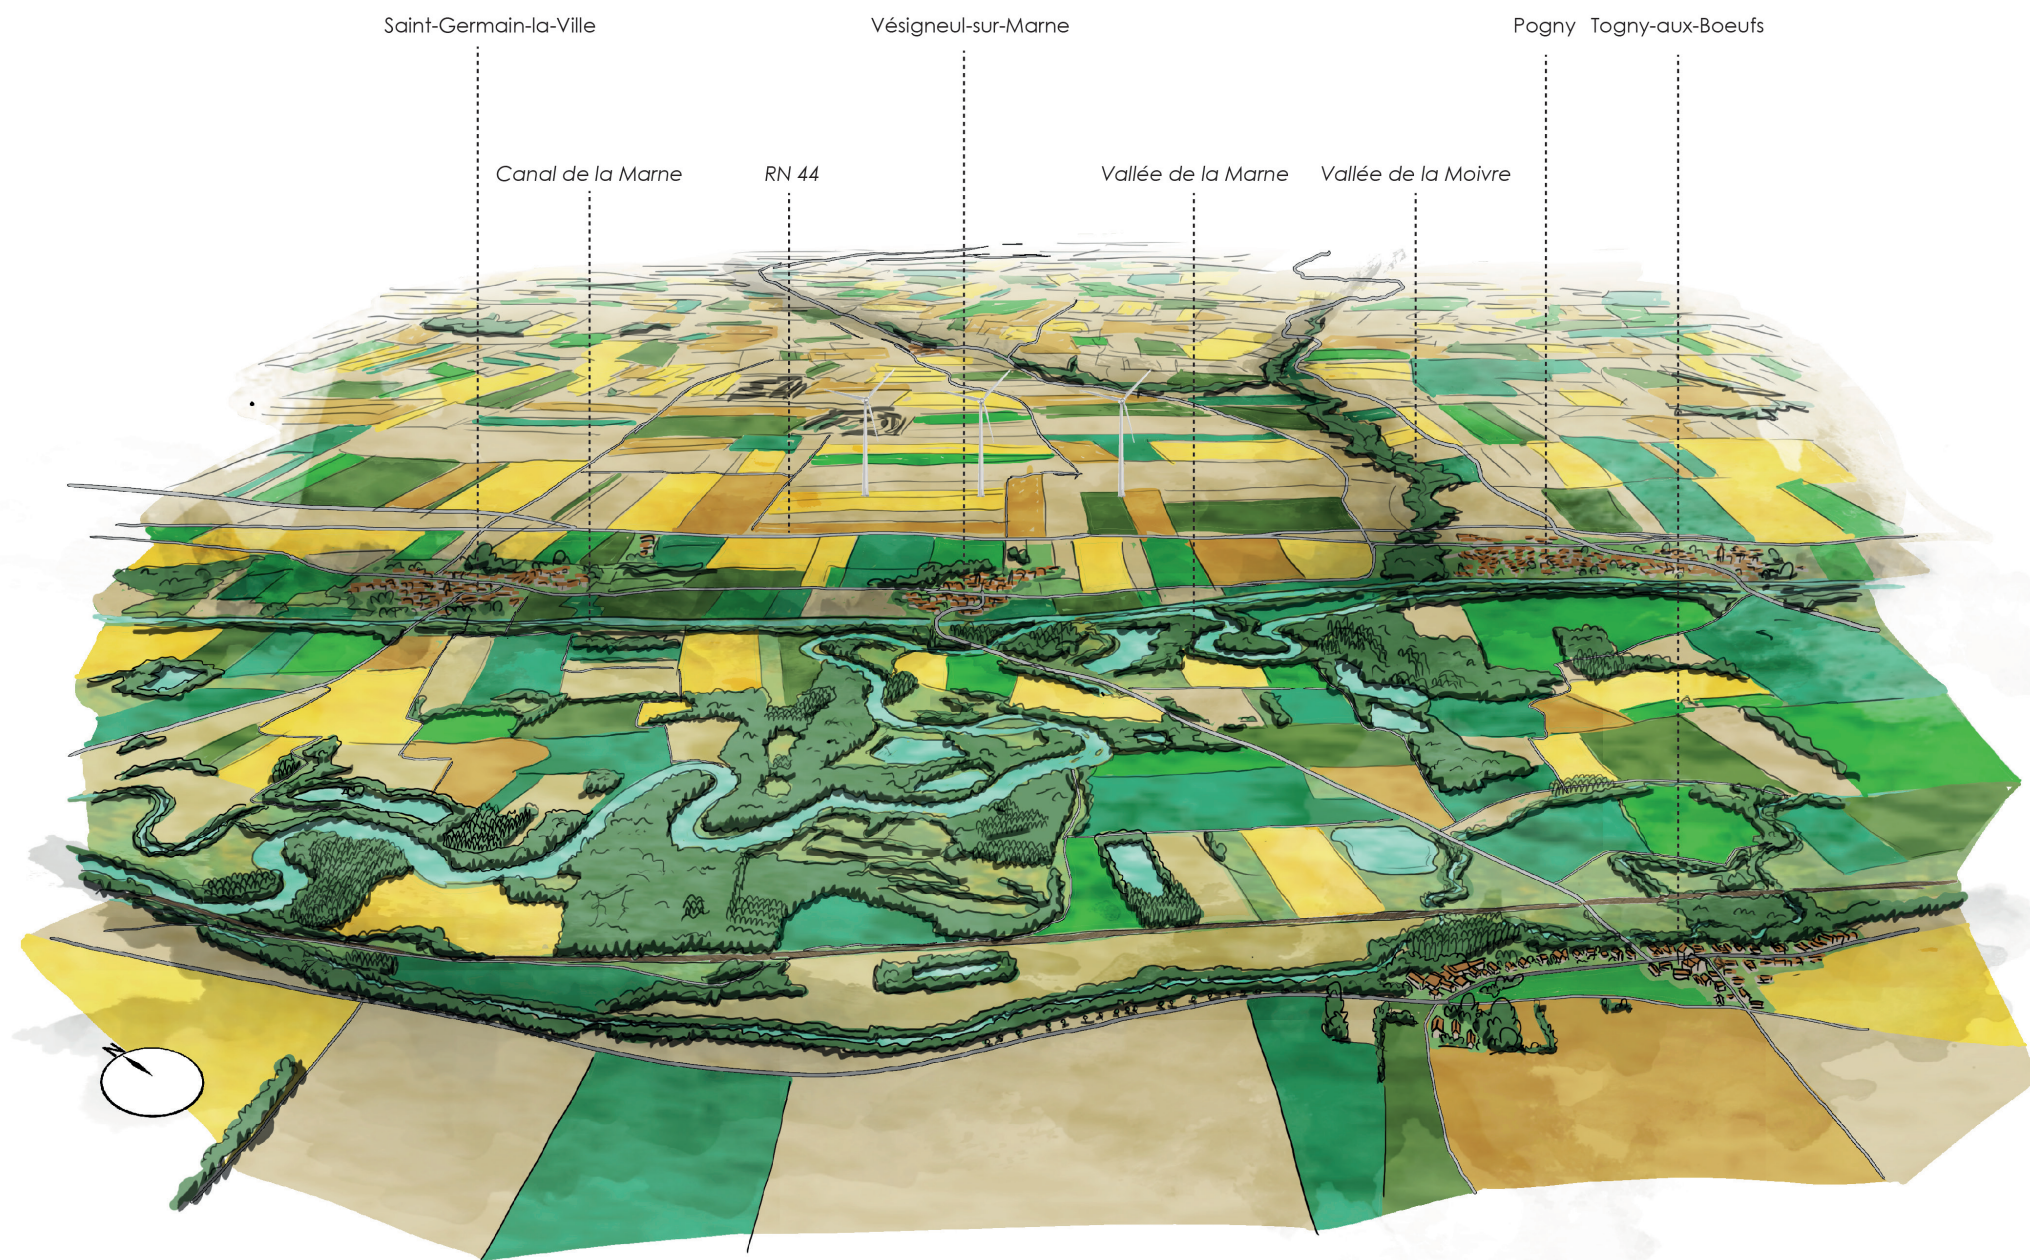 Saint-Germain-la-Ville
Vésigneul-sur-Marne
Pogny
Togny-aux-Boeufs
Canal de la Marne
RN 44
Vallée de la Marne
Vallée de la Moivre
N